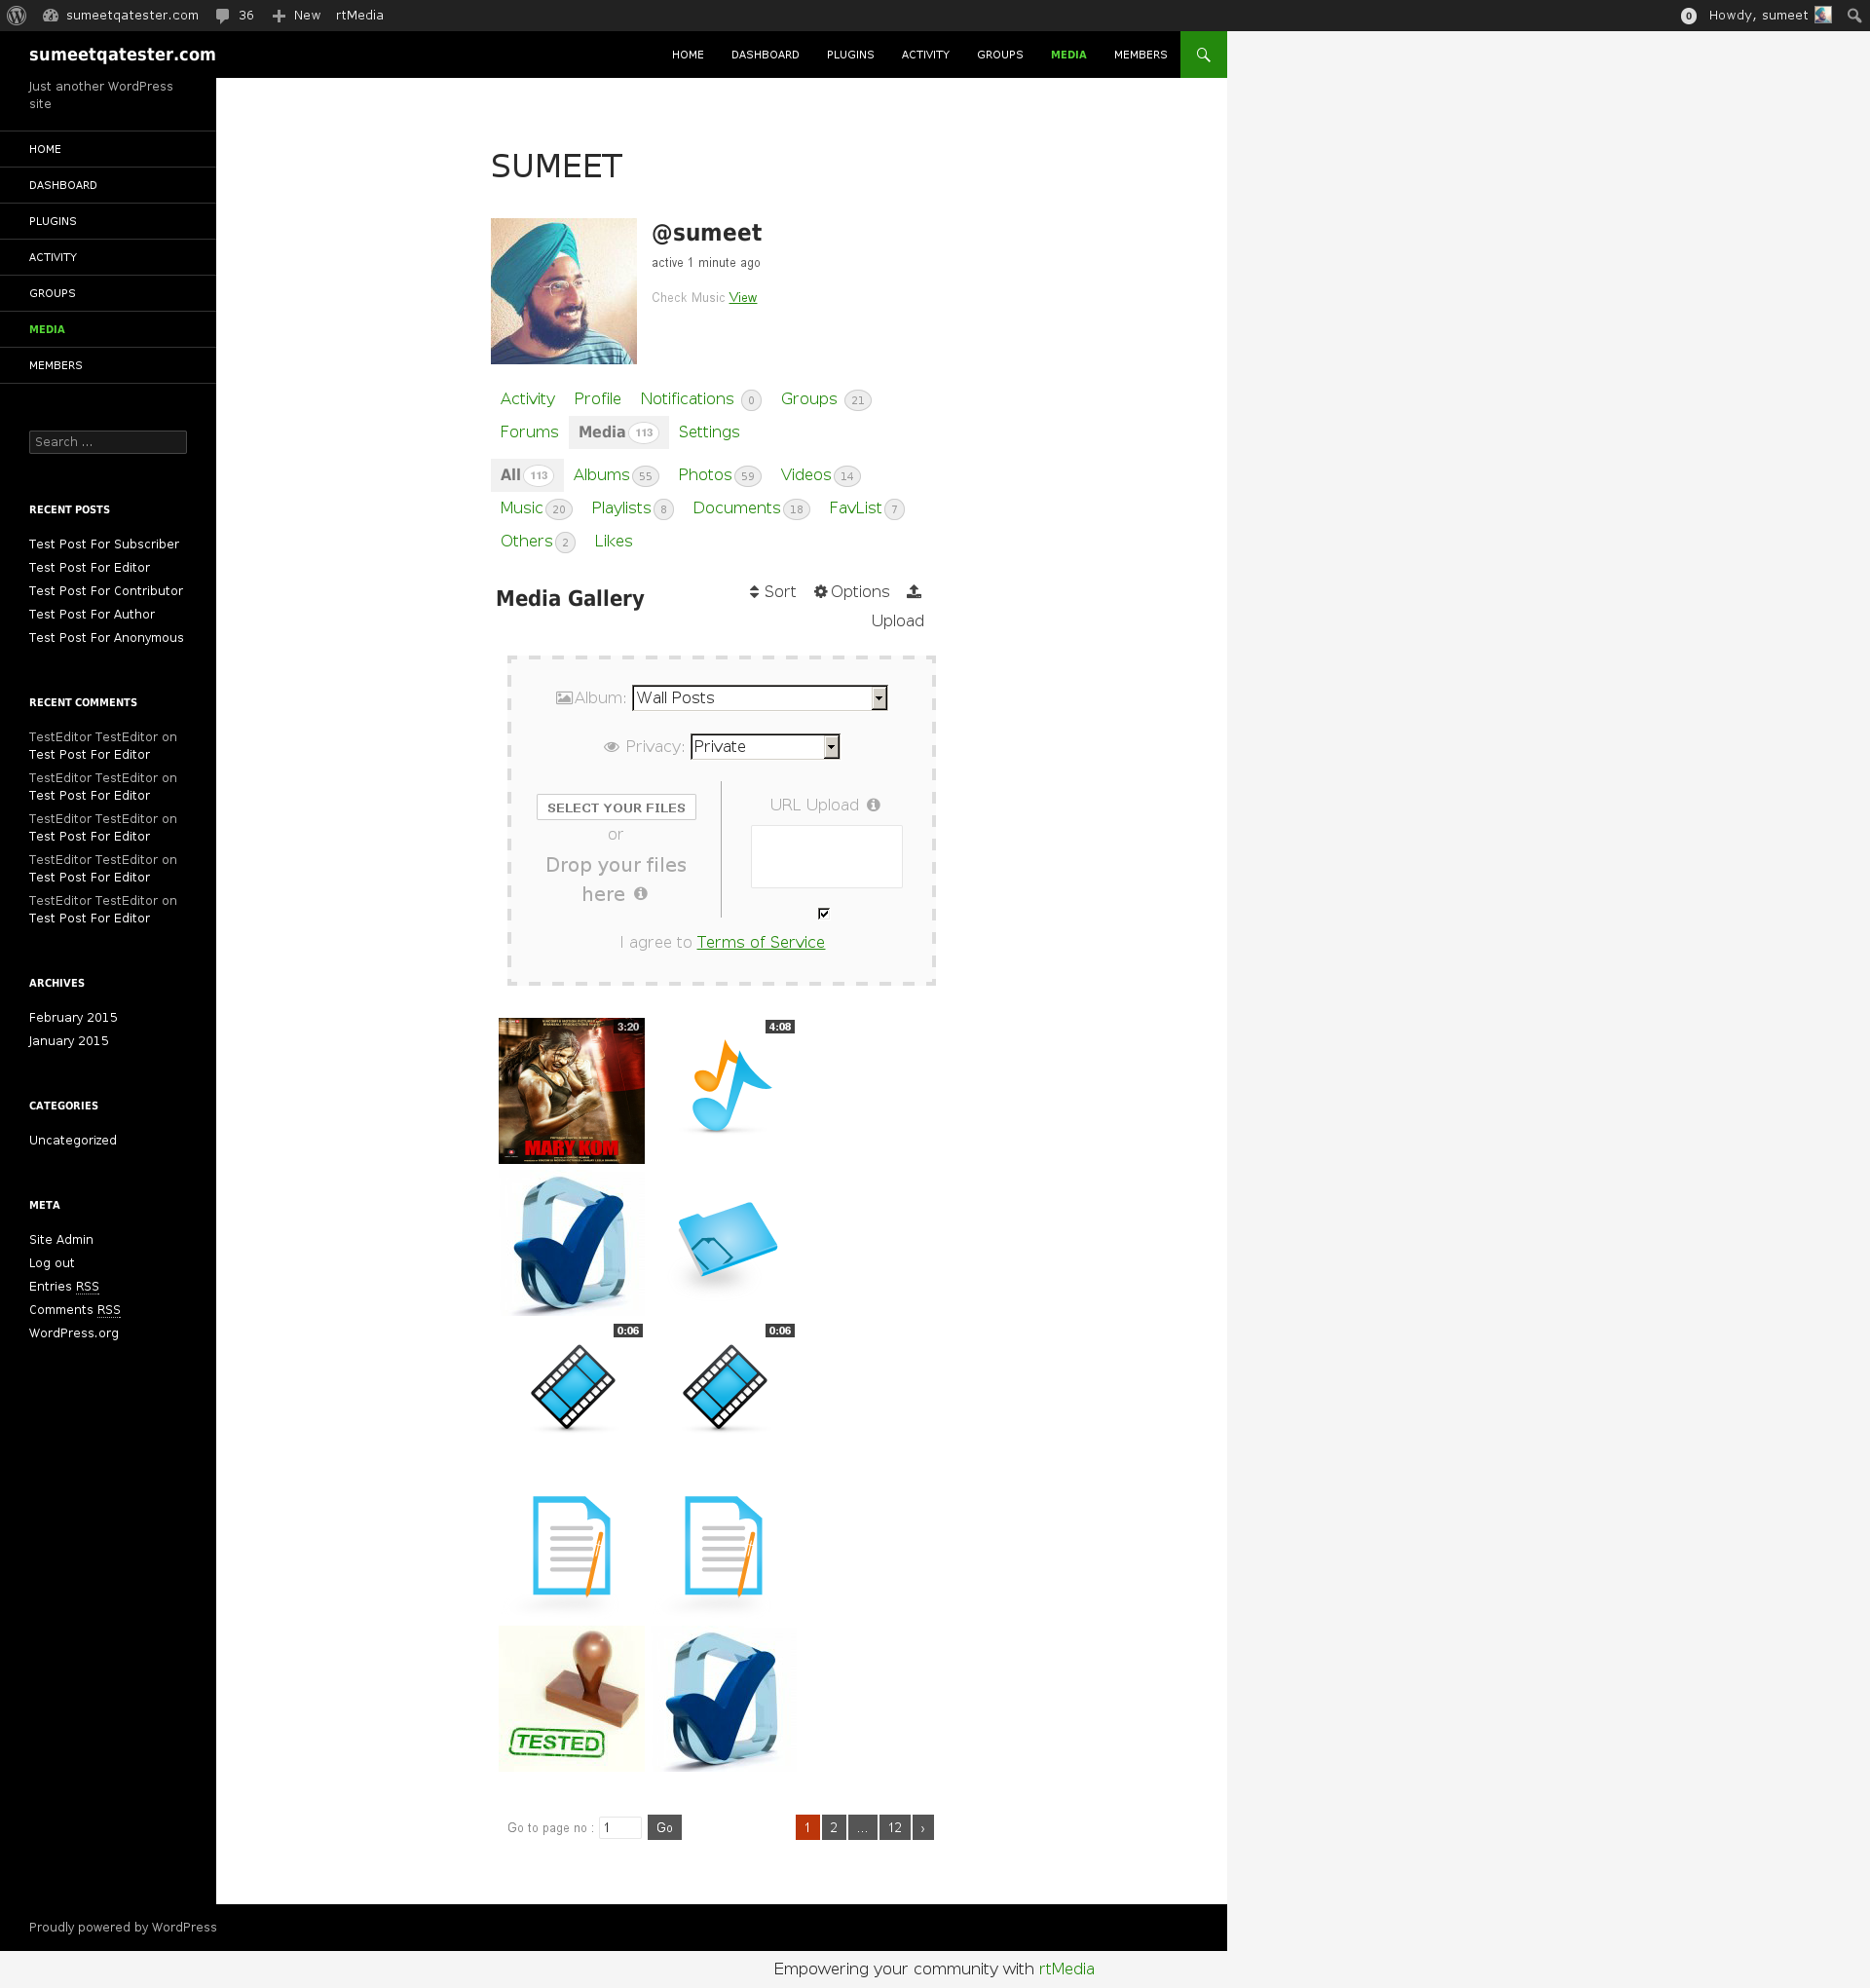 sumeetqatester.com 36 New rtMedia 0 Howdy, sumeet
sumeetqatester.com HOME DASHBOARD PLUGINS ACTIVITY GROUPS MEDIA MEMBERS
Just another WordPress
site
HOME
DASHBOARD
PLUGINS
ACTIVITY
GROUPS
MEDIA
MEMBERS
Search ...
RECENT POSTS
Test Post For Subscriber
Test Post For Editor
Test Post For Contributor
Test Post For Author
Test Post For Anonymous
RECENT COMMENTS
TestEditor TestEditor on
Test Post For Editor
TestEditor TestEditor on
Test Post For Editor
TestEditor TestEditor on
Test Post For Editor
TestEditor TestEditor on
Test Post For Editor
TestEditor TestEditor on
Test Post For Editor
ARCHIVES
February 2015
January 2015
CATEGORIES
Uncategorized
META
Site Admin
Log out
Entries RSS
Comments RSS
WordPress.org
SUMEET
@sumeet
active 1 minute ago
Check Music View
Activity Profile Notifications 0 Groups 21
Forums Media 113 Settings
All 113 Albums 55 Photos 59 Videos 14
Music 20 Playlists 8 Documents 18 FavList 7
Others 2 Likes
Media Gallery Sort Options
Upload
Album: Wall Posts
Privacy: Private
SELECT YOUR FILES
or
Drop your files
here
URL Upload
I agree to Terms of Service
3:20 4:08
MARY KOM
0:06 0:06
TESTED
Go to page no : 1 Go 1 2 ... 12 ›
Proudly powered by WordPress
Empowering your community with rtMedia